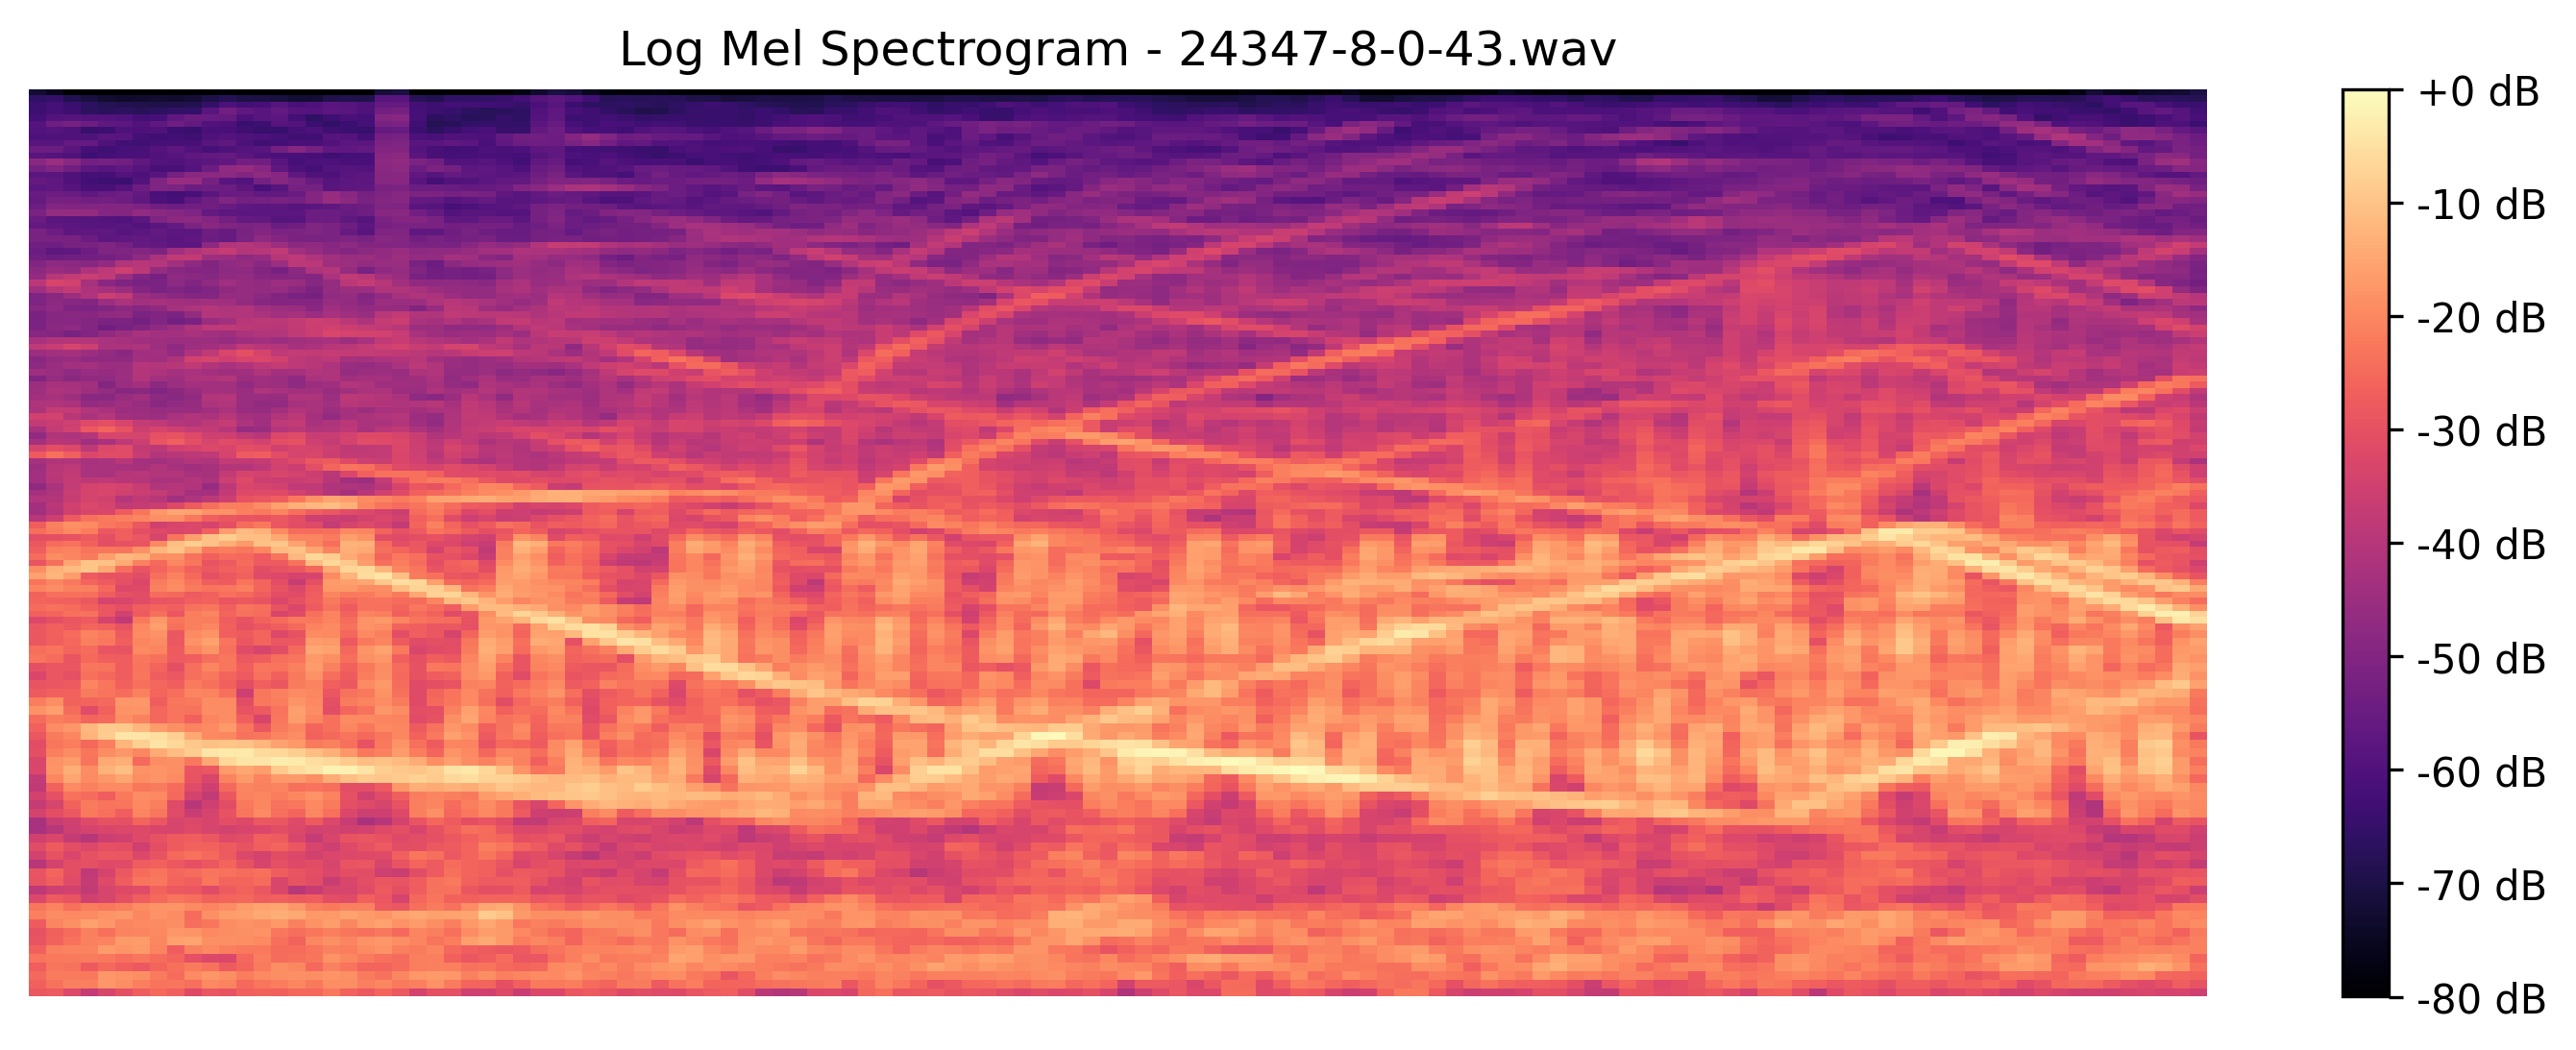 Log Mel Spectrogram - 24347-8-0-43.wav
+0 dB
-10 dB
-20 dB
-30 dB
-40 dB
-50 dB
-60 dB
-70 dB
-80 dB